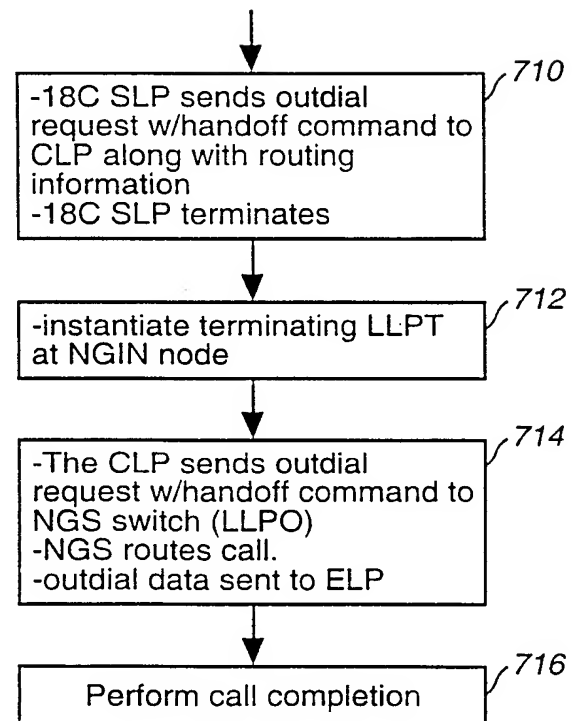 710
-18C SLP sends outdial
request w/handoff command to
CLP along with routing
information
-18C SLP terminates
712
-instantiate terminating LLPT
at NGIN node
714
-The CLP sends outdial
request w/handoff command to
NGS switch (LLPO)
-NGS routes call.
-outdial data sent to ELP
716
Perform call completion